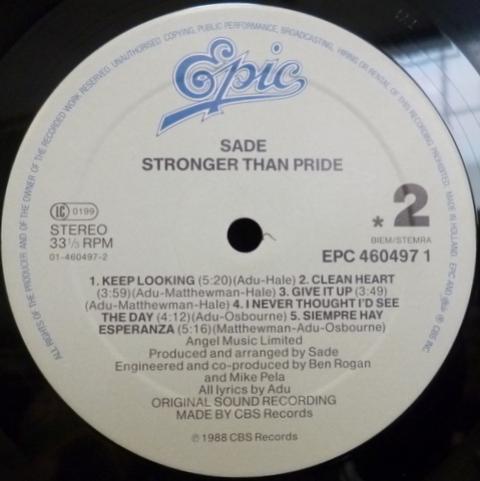 ALL RIGHTS OF THE PRODUCER AND OF THE OWNER OF THE RECORDED WORK RESERVED. UNAUTHORISED COPYING, PUBLIC PERFORMANCE, BROADCASTING, HIRING OR RENTAL OF THIS RECORDING PROHIBITED. MADE IN HOLLAND EPIC AND
℗ CBS INC
Epic
SADE
STRONGER THAN PRIDE
LC 0199
STEREO
33⅓ RPM
01-460497-2
* 2
BIEM/STEMRA
EPC 460497 1
1. KEEP LOOKING (5:20)(Adu-Hale) 2. CLEAN HEART
(3:59)(Adu-Matthewman-Hale) 3. GIVE IT UP (3:49)
(Adu-Matthewman-Hale) 4. I NEVER THOUGHT I'D SEE
THE DAY (4:12)(Adu-Osbourne) 5. SIEMPRE HAY
ESPERANZA (5:16)(Matthewman-Adu-Osbourne)
Angel Music Limited
Produced and arranged by Sade
Engineered and co-produced by Ben Rogan
and Mike Pela
All lyrics by Adu
ORIGINAL SOUND RECORDING
MADE BY CBS Records
℗ 1988 CBS Records